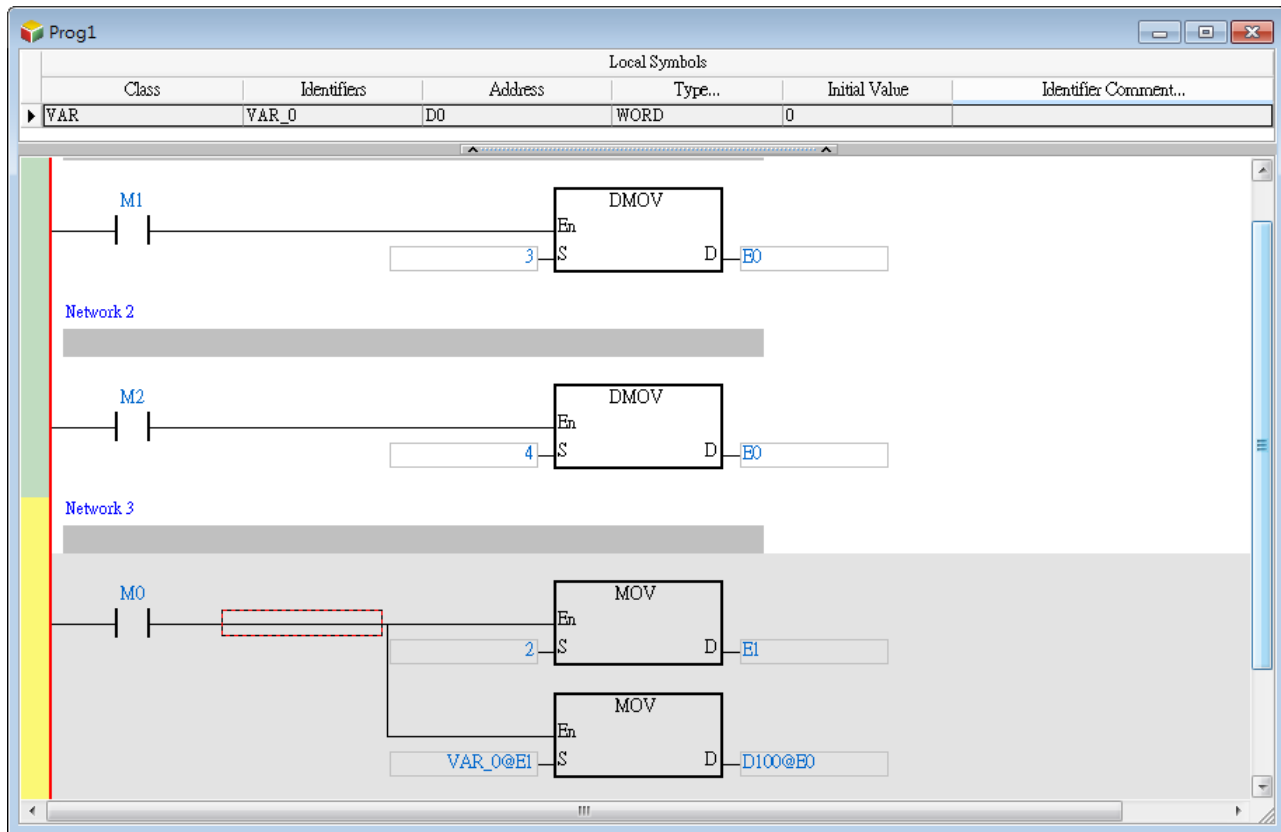 Prog1
Local Symbols
Class Identifiers Address Type... Initial Value Identifier Comment...
VAR VAR_0 D0 WORD 0
M1 DMOV
En
3 S D E0
Network 2
M2 DMOV
En
4 S D E0
Network 3
M0 MOV
En
2 S D E1
MOV
En
VAR_0@E1 S D D100@E0